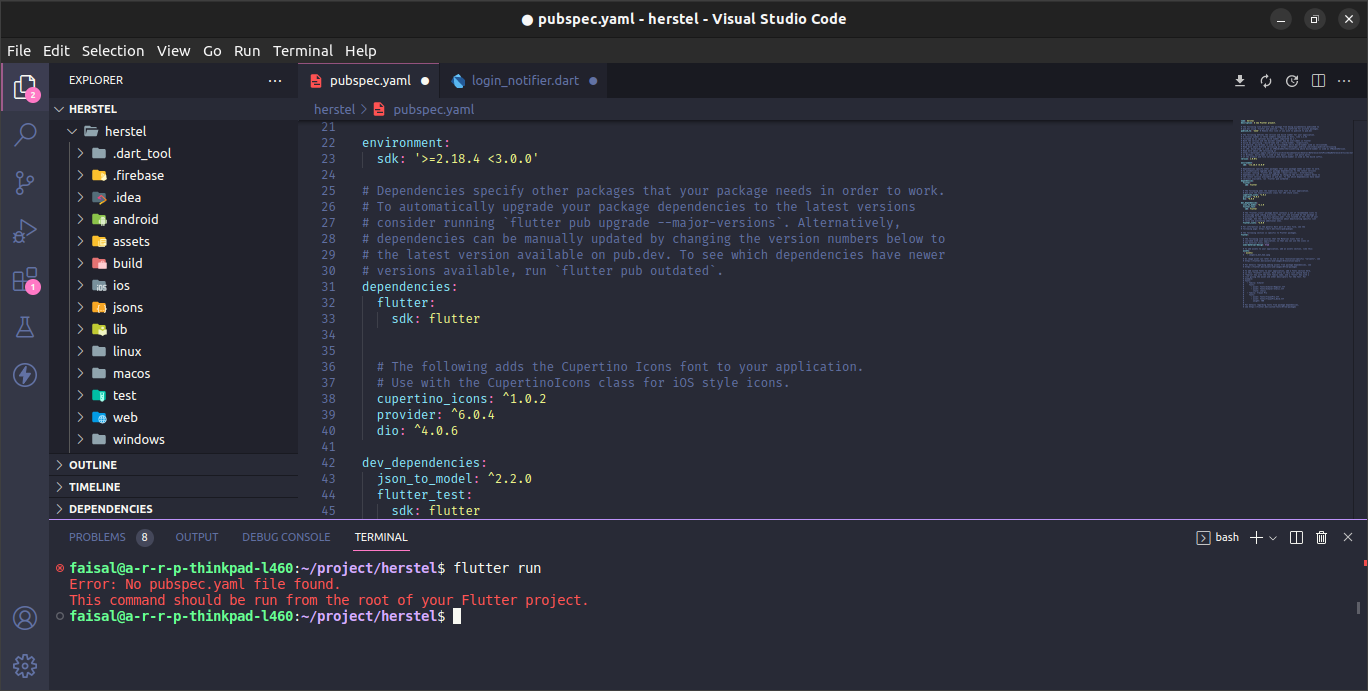 pubspec.yaml - herstel - Visual Studio Code
File Edit Selection View Go Run Terminal Help
EXPLORER
pubspec.yaml
login_notifier.dart
HERSTEL
herstel > pubspec.yaml
herstel
.dart_tool
.firebase
.idea
android
assets
build
ios
jsons
lib
linux
macos
test
web
windows
OUTLINE
TIMELINE
DEPENDENCIES
2
1
21
22 environment:
23 sdk: '>=2.18.4 <3.0.0'
24
25 # Dependencies specify other packages that your package needs in order to work.
26 # To automatically upgrade your package dependencies to the latest versions
27 # consider running `flutter pub upgrade --major-versions`. Alternatively,
28 # dependencies can be manually updated by changing the version numbers below to
29 # the latest version available on pub.dev. To see which dependencies have newer
30 # versions available, run `flutter pub outdated`.
31 dependencies:
32 flutter:
33 sdk: flutter
34
35
36 # The following adds the Cupertino Icons font to your application.
37 # Use with the CupertinoIcons class for iOS style icons.
38 cupertino_icons: ^1.0.2
39 provider: ^6.0.4
40 dio: ^4.0.6
41
42 dev_dependencies:
43 json_to_model: ^2.2.0
44 flutter_test:
45 sdk: flutter
PROBLEMS 8 OUTPUT DEBUG CONSOLE TERMINAL
bash
faisal@a-r-r-p-thinkpad-l460:~/project/herstel$ flutter run
Error: No pubspec.yaml file found.
This command should be run from the root of your Flutter project.
faisal@a-r-r-p-thinkpad-l460:~/project/herstel$